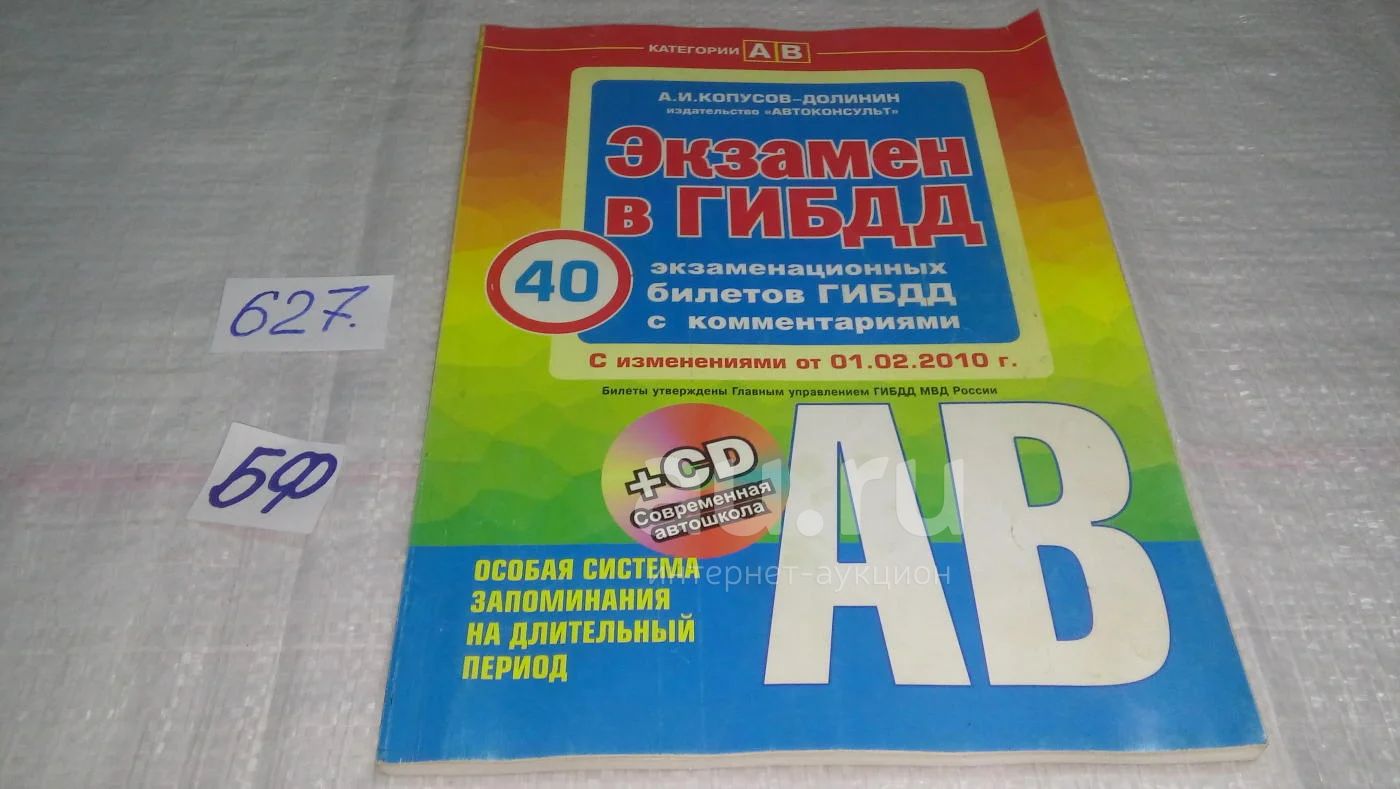 КАТЕГОРИИ А В
А.И.КОПУСОВ-ДОЛИНИН
ИЗДАТЕЛЬСТВО «АВТОКОНСУЛЬТ»
Экзамен
в ГИБДД
40
экзаменационных
билетов ГИБДД
с комментариями
С изменениями от 01.02.2010 г.
Билеты утверждены Главным управлением ГИБДД МВД России
+CD
Современная
автошкола
АВ
ОСОБАЯ СИСТЕМА
ЗАПОМИНАНИЯ
НА ДЛИТЕЛЬНЫЙ
ПЕРИОД
627.
БФ
au.ru
интернет-аукцион